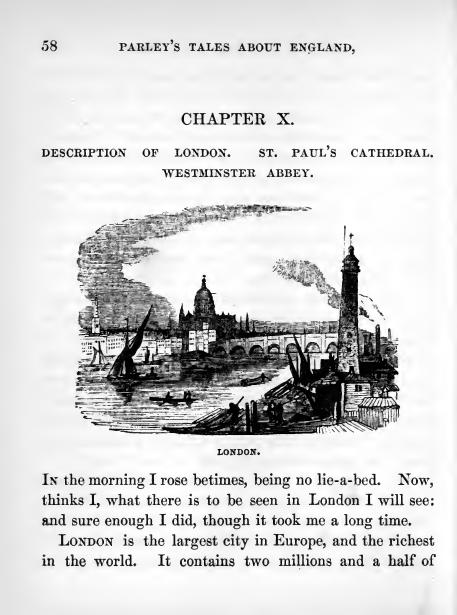 58 PARLEY'S TALES ABOUT ENGLAND,
CHAPTER X.
DESCRIPTION OF LONDON. ST. PAUL'S CATHEDRAL.
WESTMINSTER ABBEY.
LONDON.
IN the morning I rose betimes, being no lie-a-bed. Now,
thinks I, what there is to be seen in London I will see:
and sure enough I did, though it took me a long time.
LONDON is the largest city in Europe, and the richest
in the world. It contains two millions and a half of